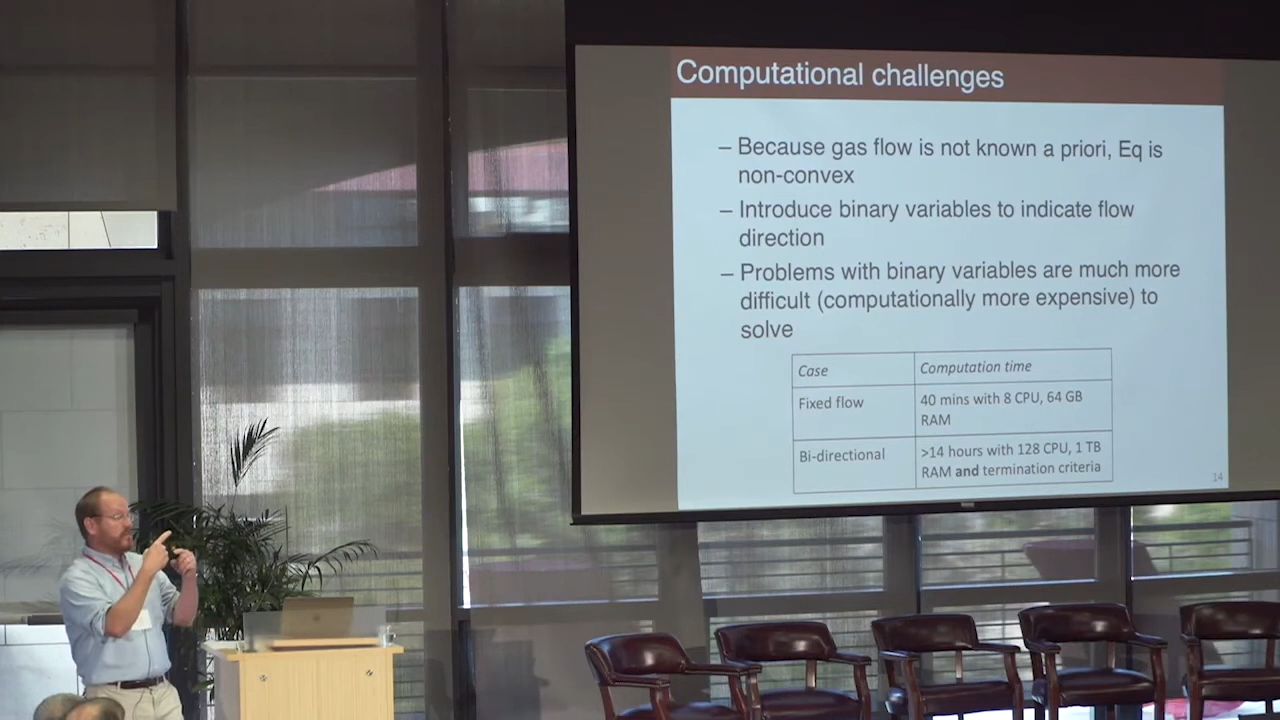 Computational challenges
– Because gas flow is not known a priori, Eq is
non-convex
– Introduce binary variables to indicate flow
direction
– Problems with binary variables are much more
difficult (computationally more expensive) to
solve
Case
Computation time
Fixed flow
40 mins with 8 CPU, 64 GB
RAM
Bi-directional
>14 hours with 128 CPU, 1 TB
RAM and termination criteria
14